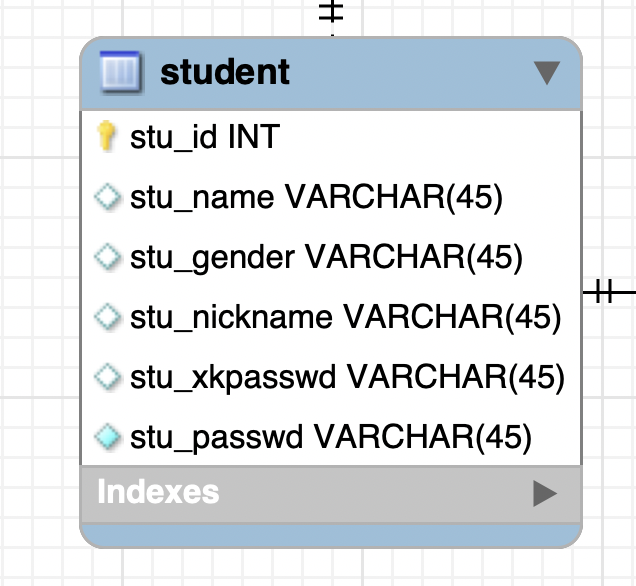 student
stu_id INT
stu_name VARCHAR(45)
stu_gender VARCHAR(45)
stu_nickname VARCHAR(45)
stu_xkpasswd VARCHAR(45)
stu_passwd VARCHAR(45)
Indexes